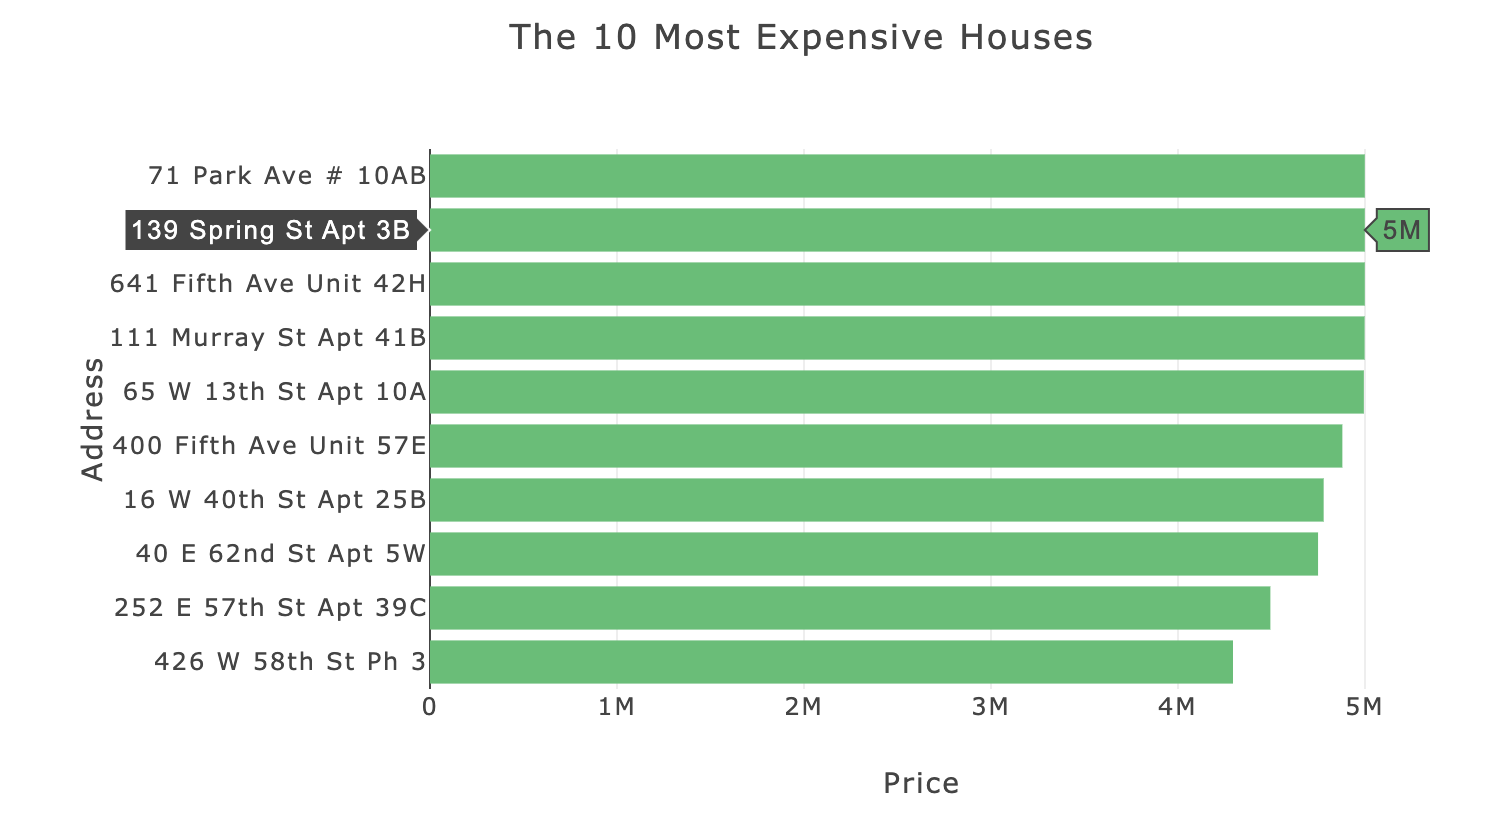 The 10 Most Expensive Houses
71 Park Ave # 10AB
139 Spring St Apt 3B
5M
641 Fifth Ave Unit 42H
111 Murray St Apt 41B
65 W 13th St Apt 10A
400 Fifth Ave Unit 57E
16 W 40th St Apt 25B
40 E 62nd St Apt 5W
252 E 57th St Apt 39C
426 W 58th St Ph 3
Address
0 1M 2M 3M 4M 5M
Price